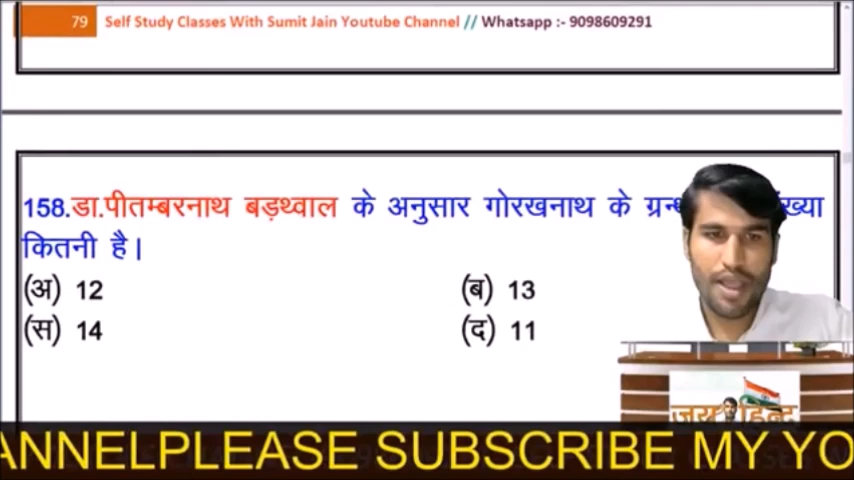 79 Self Study Classes With Sumit Jain Youtube Channel // Whatsapp :- 9098609291
158.डा.पीतम्बरनाथ बड़थ्वाल के अनुसार गोरखनाथ के
कितनी है।
(अ) 12 (ब) 13
(स) 14 (द) 11
हिन्द
ANNELPLEASE SUBSCRIBE MY YO